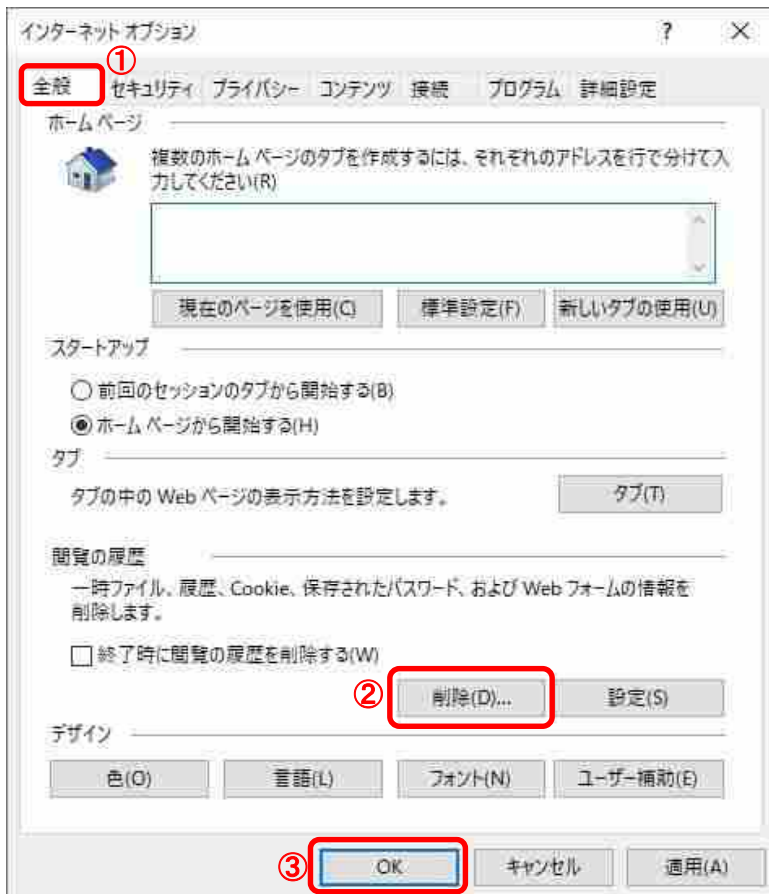 インターネット オプション ? ×
①
全般 セキュリティ プライバシー コンテンツ 接続 プログラム 詳細設定
ホーム ページ
複数のホーム ページのタブを作成するには、それぞれのアドレスを行で分けて入
力してください(R)
現在のページを使用(C) 標準設定(F) 新しいタブの使用(U)
スタートアップ
前回のセッションのタブから開始する(B)
ホーム ページから開始する(H)
タブ
タブの中の Web ページの表示方法を設定します。 タブ(T)
閲覧の履歴
一時ファイル、履歴、Cookie、保存されたパスワード、および Web フォームの情報を
削除します。
終了時に閲覧の履歴を削除する(W)
② 削除(D)... 設定(S)
デザイン
色(O) 言語(L) フォント(N) ユーザー補助(E)
③ OK キャンセル 適用(A)